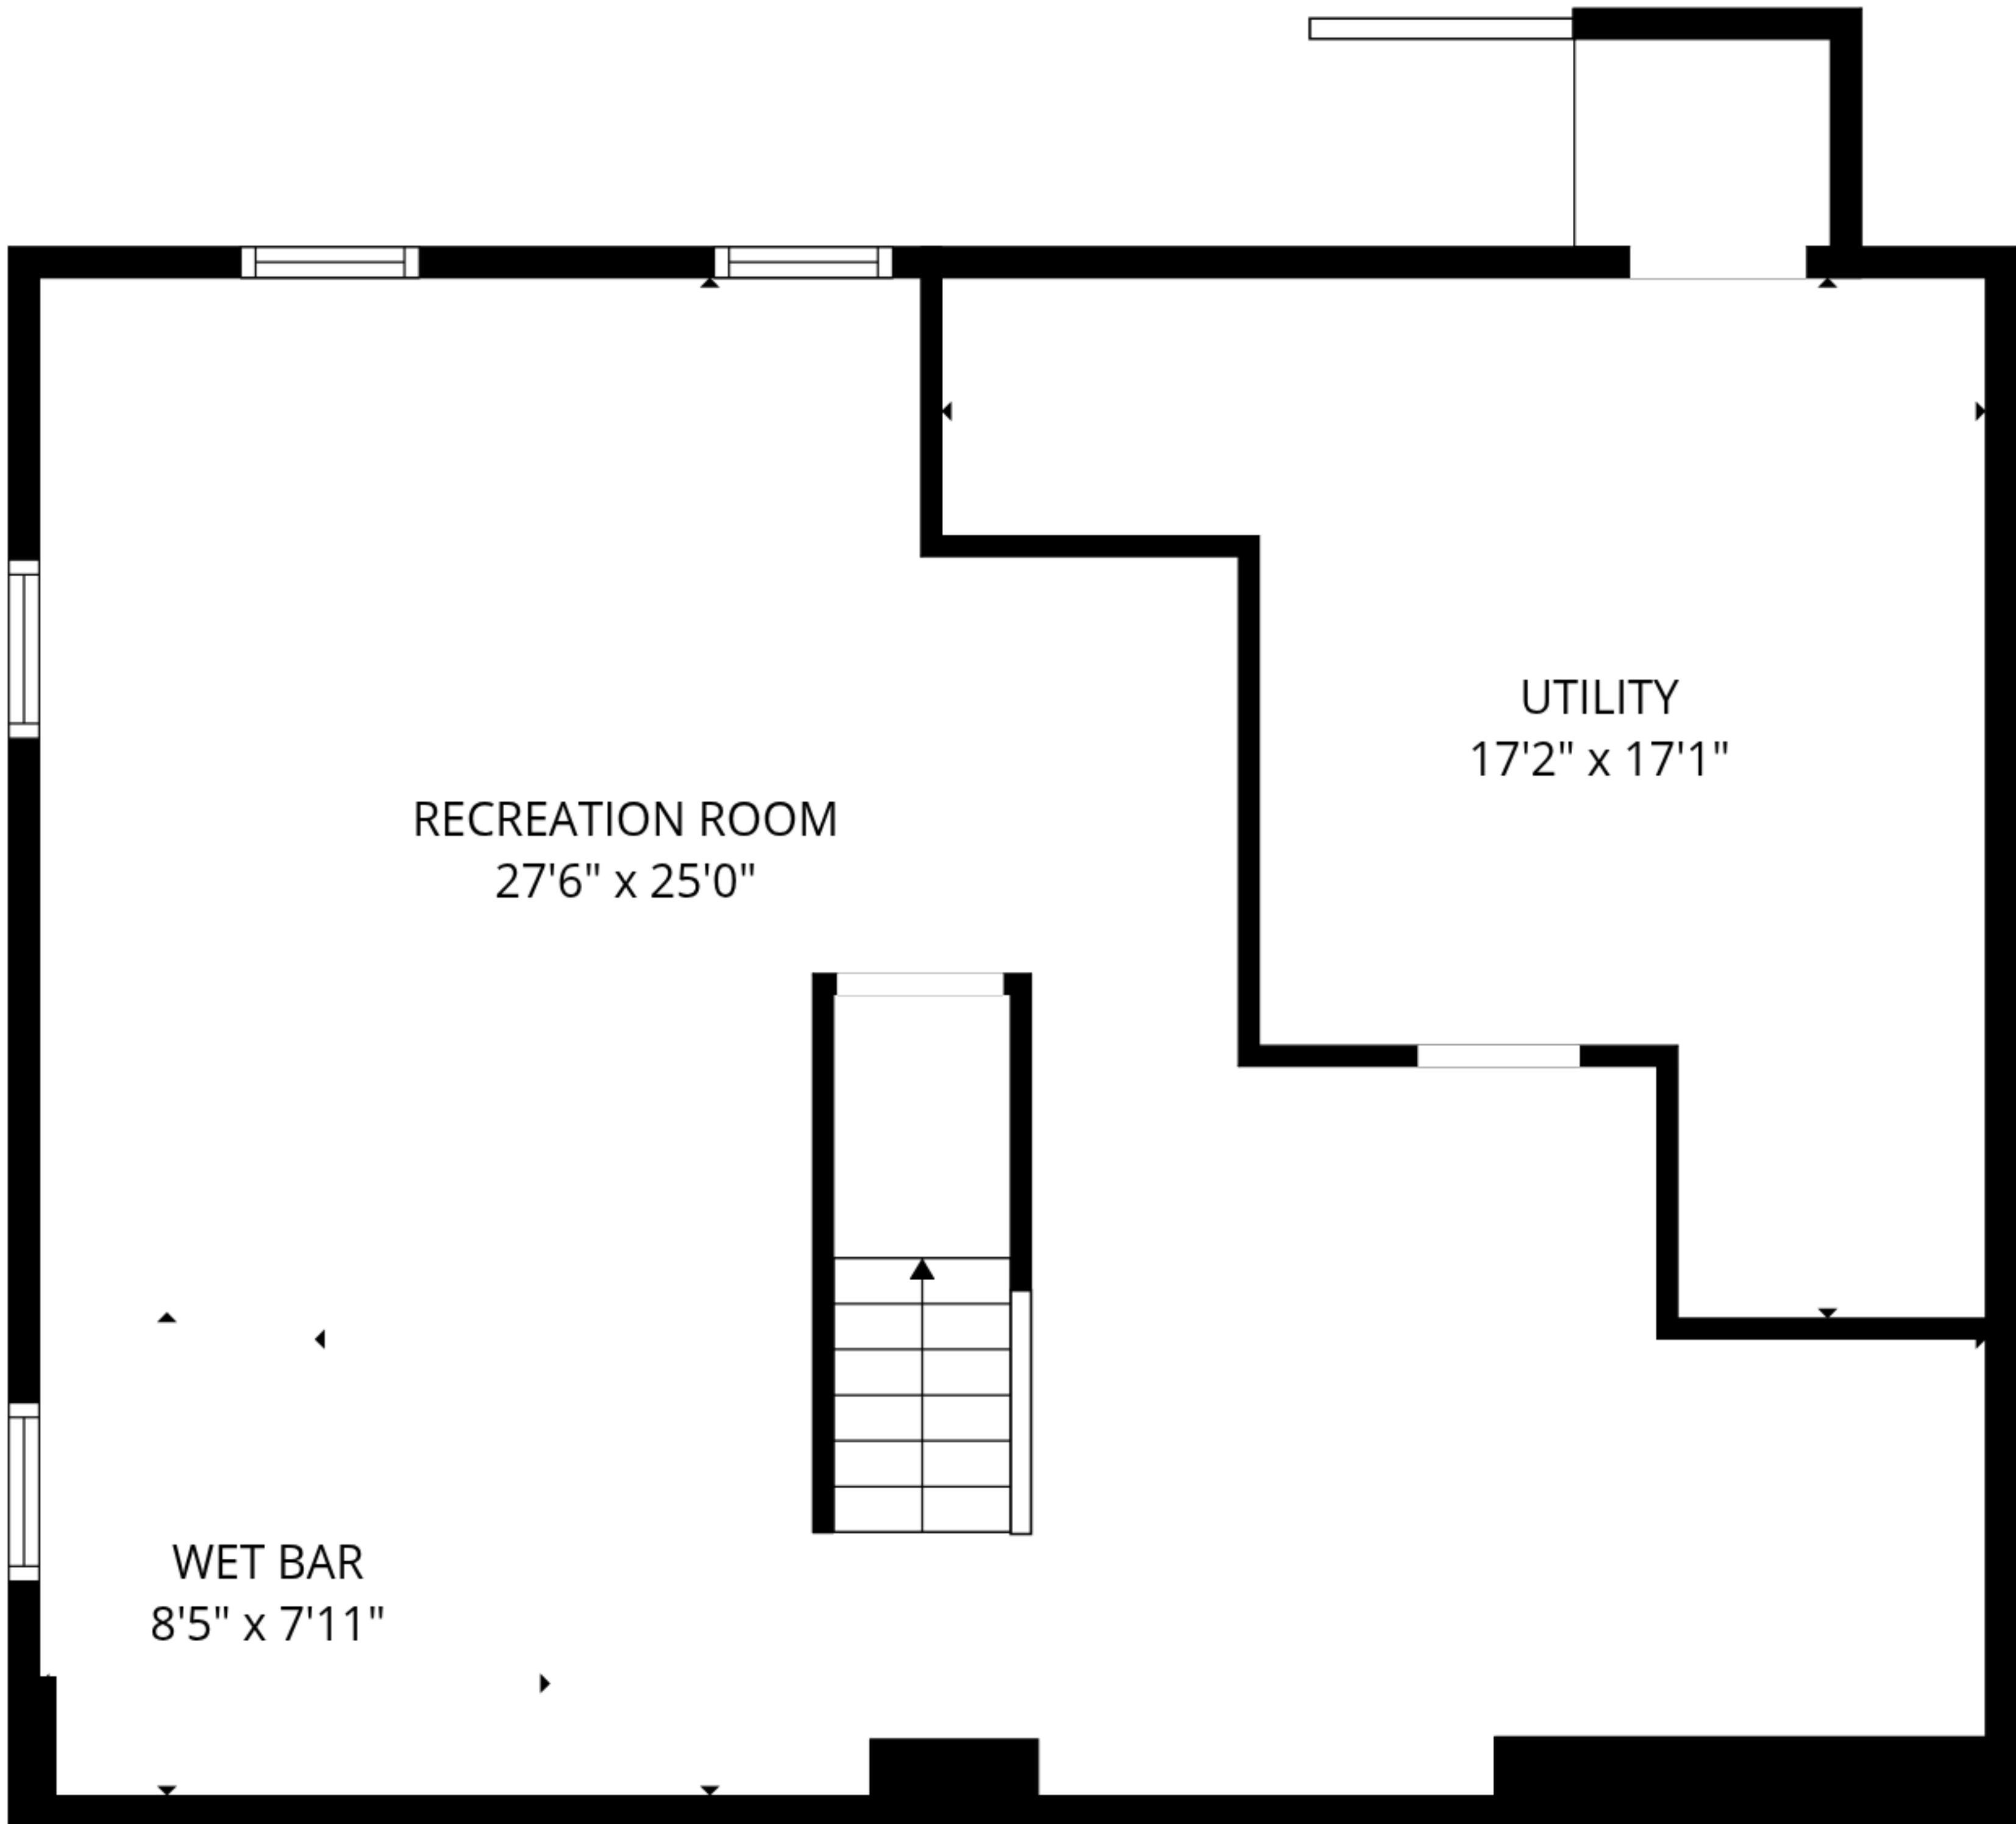 UTILITY
17'2" x 17'1"
RECREATION ROOM
27'6" x 25'0"
WET BAR
8'5" x 7'11"